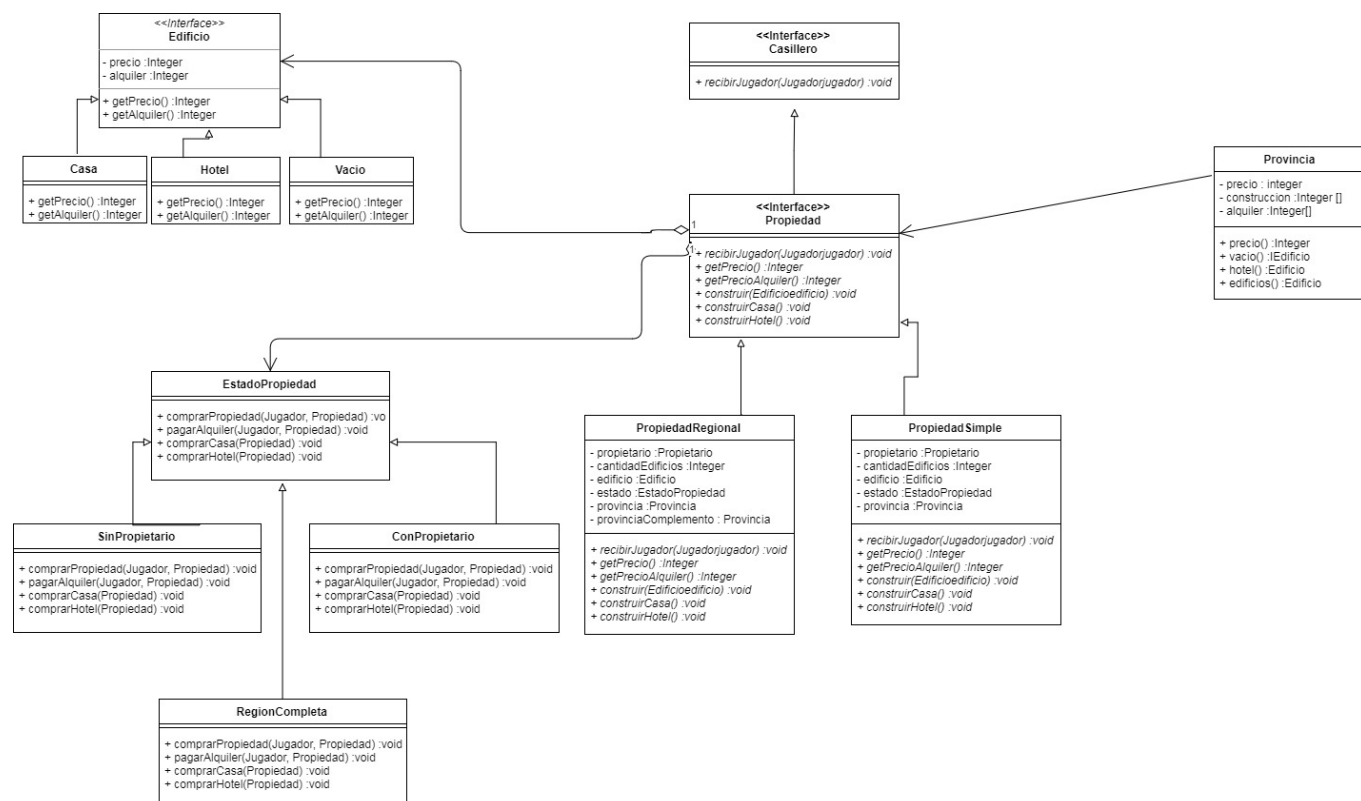 <<Interface>>
Edificio
- precio :Integer
- alquiler :Integer
+ getPrecio() :Integer
+ getAlquiler() :Integer
Casa
+ getPrecio() :Integer
+ getAlquiler() :Integer
Hotel
+ getPrecio() :Integer
+ getAlquiler() :Integer
Vacio
+ getPrecio() :Integer
+ getAlquiler() :Integer
<<Interface>>
Casillero
+ recibirJugador(Jugadorjugador) :void
<<Interface>>
Propiedad
+ recibirJugador(Jugadorjugador) :void
+ getPrecio() :Integer
+ getPrecioAlquiler() :Integer
+ construir(Edificioedificio) :void
+ construirCasa() :void
+ construirHotel() :void
1
1
Provincia
- precio : integer
- construccion :Integer []
- alquiler :Integer[]
+ precio() :Integer
+ vacio() :IEdificio
+ hotel() :Edificio
+ edificios() :Edificio
EstadoPropiedad
+ comprarPropiedad(Jugador, Propiedad) :vo
+ pagarAlquiler(Jugador, Propiedad) :void
+ comprarCasa(Propiedad) :void
+ comprarHotel(Propiedad) :void
SinPropietario
+ comprarPropiedad(Jugador, Propiedad) :void
+ pagarAlquiler(Jugador, Propiedad) :void
+ comprarCasa(Propiedad) :void
+ comprarHotel(Propiedad) :void
ConPropietario
+ comprarPropiedad(Jugador, Propiedad) :void
+ pagarAlquiler(Jugador, Propiedad) :void
+ comprarCasa(Propiedad) :void
+ comprarHotel(Propiedad) :void
PropiedadRegional
- propietario :Propietario
- cantidadEdificios :Integer
- edificio :Edificio
- estado :EstadoPropiedad
- provincia :Provincia
- provinciaComplemento : Provincia
+ recibirJugador(Jugadorjugador) :void
+ getPrecio() :Integer
+ getPrecioAlquiler() :Integer
+ construir(Edificioedificio) :void
+ construirCasa() :void
+ construirHotel() :void
PropiedadSimple
- propietario :Propietario
- cantidadEdificios :Integer
- edificio :Edificio
- estado :EstadoPropiedad
- provincia :Provincia
+ recibirJugador(Jugadorjugador) :void
+ getPrecio() :Integer
+ getPrecioAlquiler() :Integer
+ construir(Edificioedificio) :void
+ construirCasa() :void
+ construirHotel() :void
RegionCompleta
+ comprarPropiedad(Jugador, Propiedad) :void
+ pagarAlquiler(Jugador, Propiedad) :void
+ comprarCasa(Propiedad) :void
+ comprarHotel(Propiedad) :void